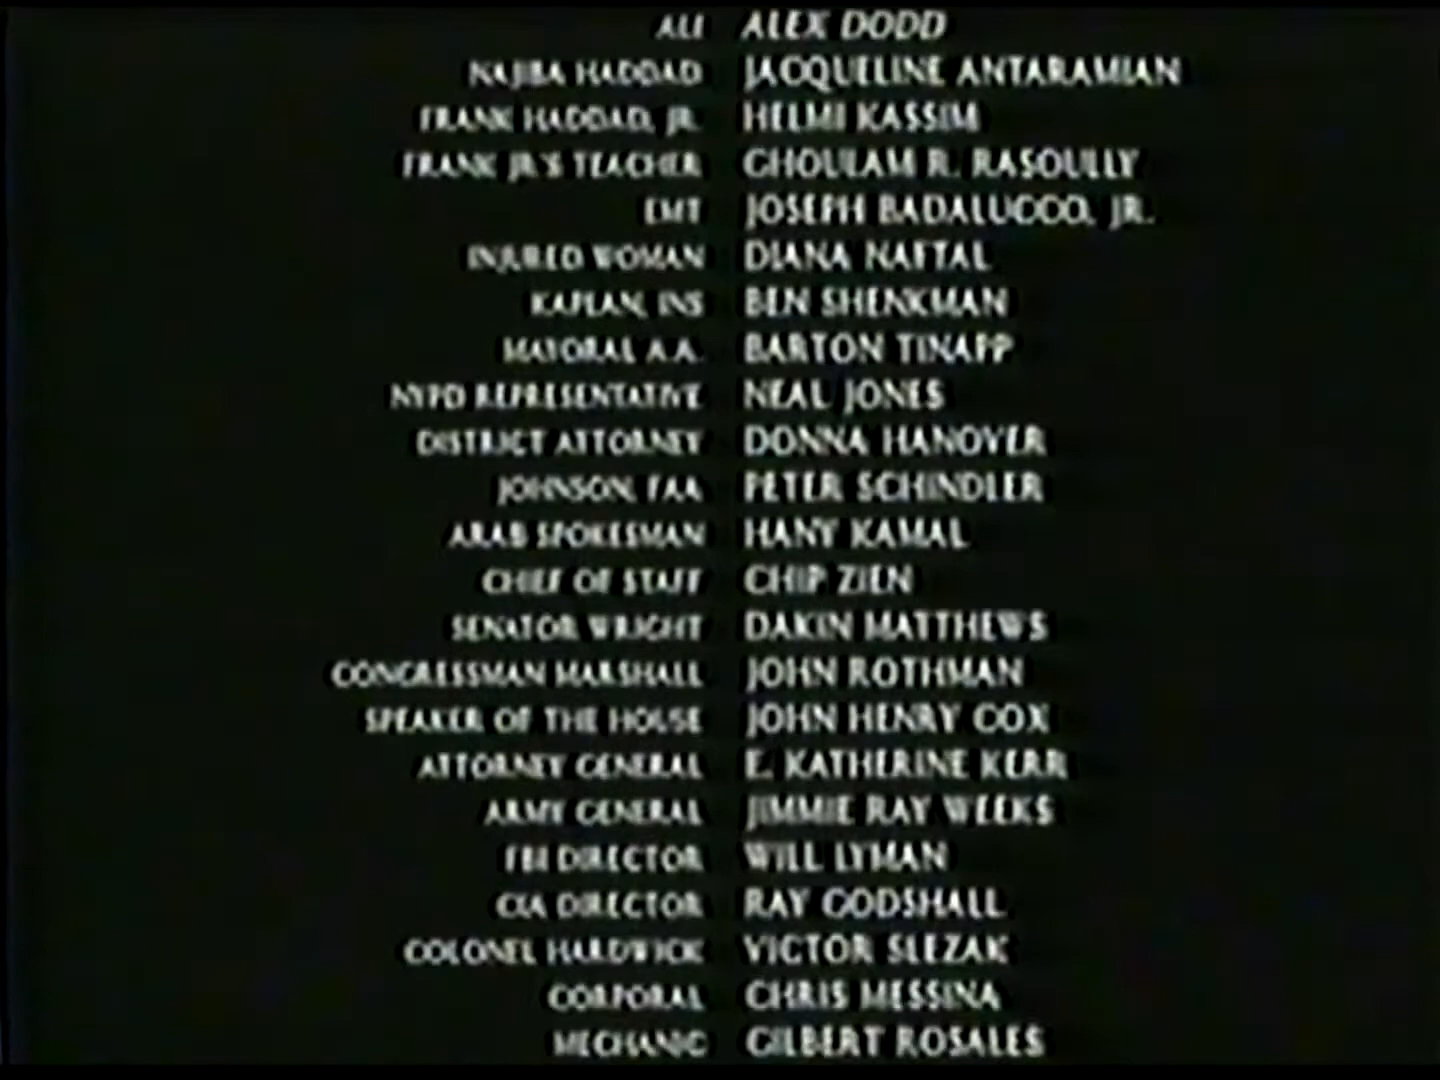 ALI ALEX DODD
NAJIBA HADDAD JACQUELINE ANTARAMIAN
FRANK HADDAD, JR. HELMI KASSIM
FRANK JR.'S TEACHER GHOULAM R. RASOULLY
EMT JOSEPH BADALUCCO, JR.
INJURED WOMAN DIANA NAFTAL
KAPLAN, INS BEN SHENKMAN
MAYORAL A.A. BARTON TINAPP
NYPD REPRESENTATIVE NEAL JONES
DISTRICT ATTORNEY DONNA HANOVER
JOHNSON, FAA PETER SCHINDLER
ARAB SPOKESMAN HANY KAMAL
CHIEF OF STAFF CHIP ZIEN
SENATOR WRIGHT DAKIN MATTHEWS
CONGRESSMAN MARSHALL JOHN ROTHMAN
SPEAKER OF THE HOUSE JOHN HENRY COX
ATTORNEY GENERAL E. KATHERINE KERR
ARMY GENERAL JIMMIE RAY WEEKS
FBI DIRECTOR WILL LYMAN
CIA DIRECTOR RAY GODSHALL
COLONEL HARDWICK VICTOR SLEZAK
CORPORAL CHRIS MESSINA
MECHANIC GILBERT ROSALES